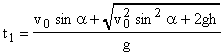 t₁ = (v₀ sin α + √(v₀² sin² α + 2gh)) / g